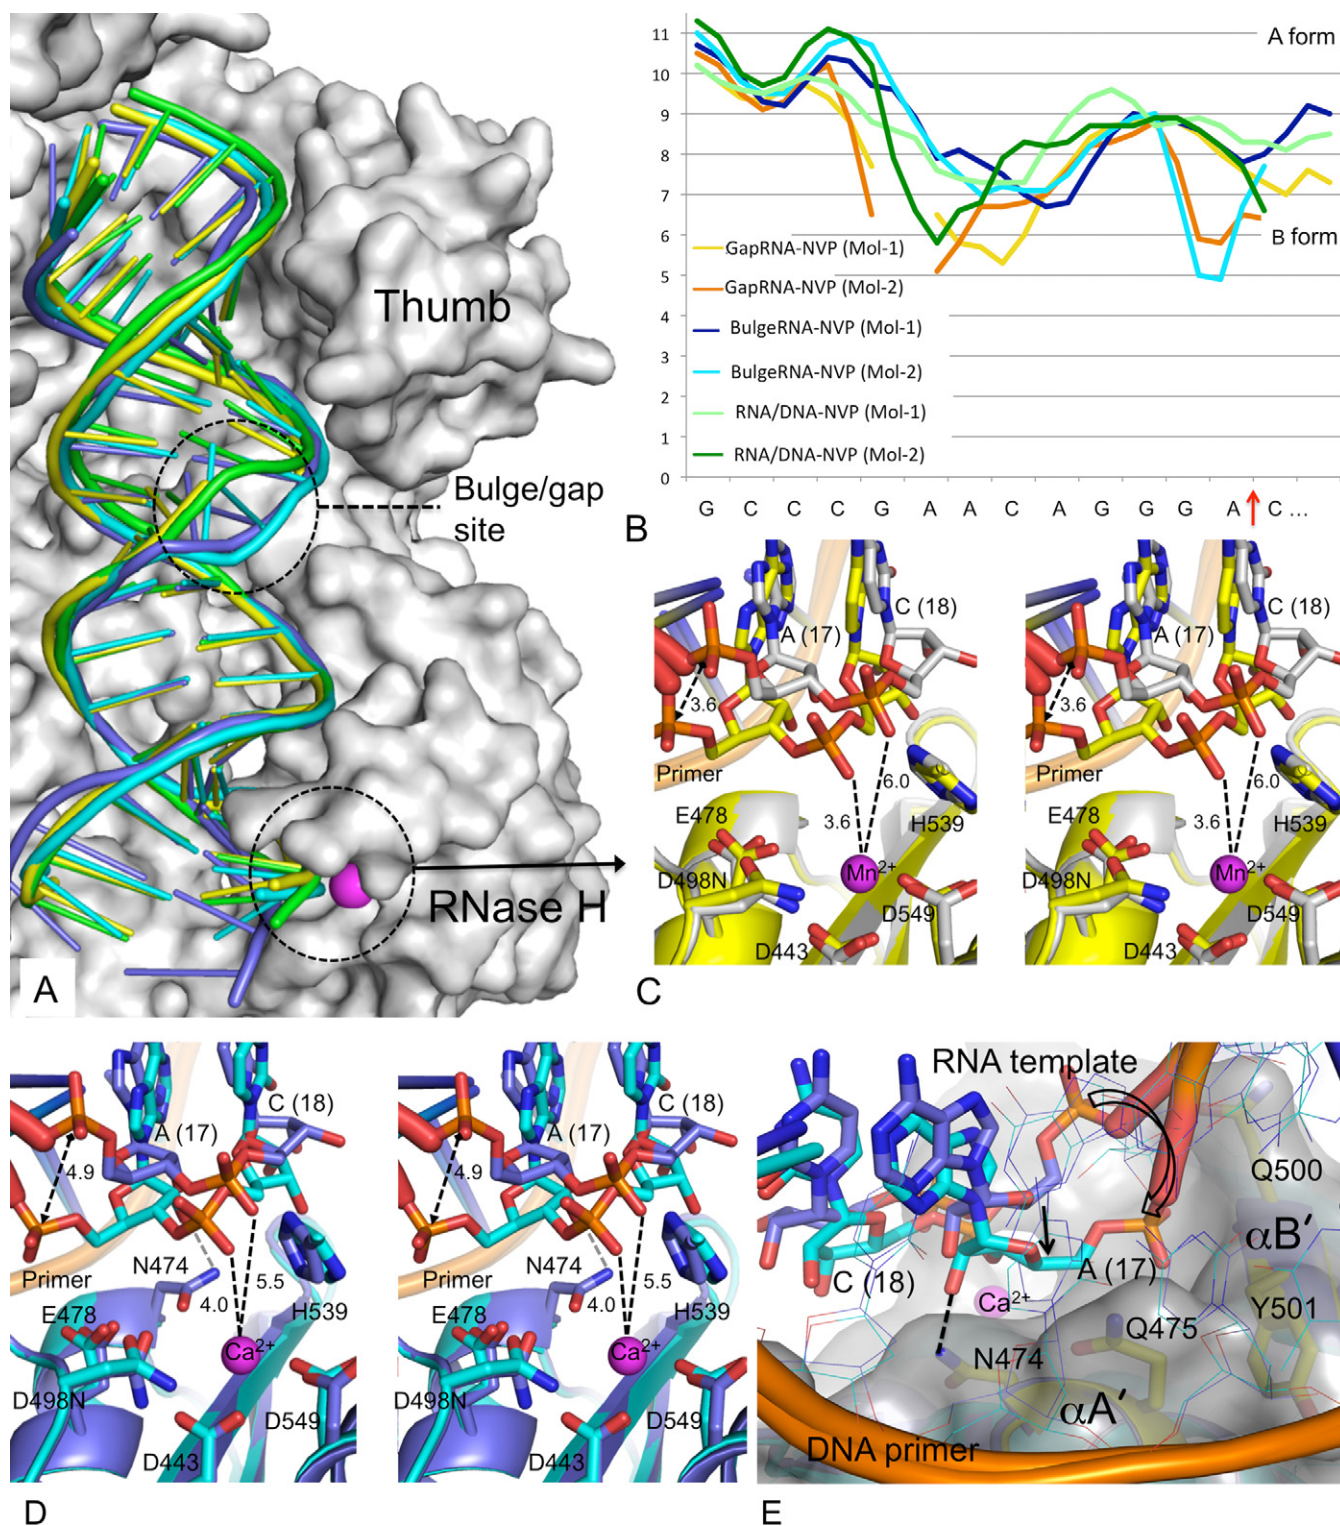 Thumb
Bulge/gap
site
RNase H
A
11
10
9
8
7
6
5
4
3
2
1
0
A form
B form
GapRNA-NVP (Mol-1)
GapRNA-NVP (Mol-2)
BulgeRNA-NVP (Mol-1)
BulgeRNA-NVP (Mol-2)
RNA/DNA-NVP (Mol-1)
RNA/DNA-NVP (Mol-2)
G C C C G A A C A G G G A C...
B
C (18)
A (17)
3.6
Primer
6.0
E478
3.6
H539
D498N
Mn2+
D549
D443
C (18)
A (17)
3.6
Primer
6.0
E478
3.6
H539
D498N
Mn2+
D549
D443
C
C (18)
A (17)
4.9
N474
Primer
5.5
E478
4.0
H539
Ca2+
D498N
D549
D443
C (18)
A (17)
4.9
N474
Primer
5.5
E478
4.0
H539
Ca2+
D498N
D549
D443
D
RNA template
Q500
αB′
C (18)
A (17)
Ca2+
Y501
Q475
N474
αA′
DNA primer
E